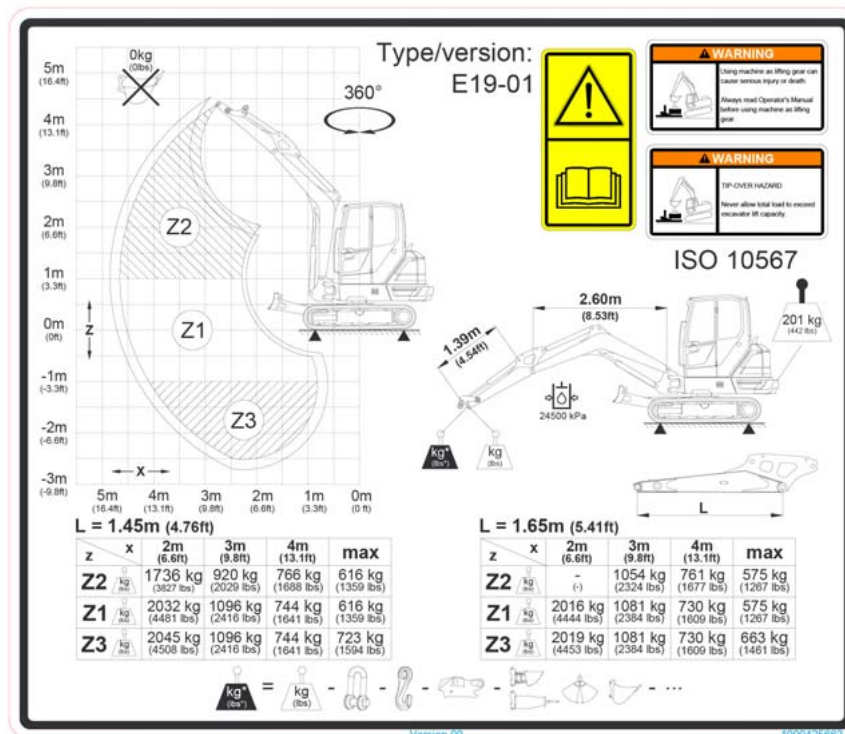 Type/version:
E19-01
0kg
(0lbs)
360°
5m
(16.4ft)
4m
(13.1ft)
3m
(9.8ft)
2m
(6.6ft)
1m
(3.3ft)
0m
(0ft)
-1m
(-3.3ft)
-2m
(-6.6ft)
-3m
(-9.8ft)
Z2
Z1
Z3
Z
X
5m
(16.4ft)
4m
(13.1ft)
3m
(9.8ft)
2m
(6.6ft)
1m
(3.3ft)
0m
(0 ft)
WARNING
Using machine as lifting gear can
cause serious injury or death.
Always read Operator's Manual
before using machine as lifting
gear.
WARNING
TIP-OVER HAZARD
Never allow total load to exceed
excavator lift capacity.
ISO 10567
2.60m
(8.53ft)
1.39m
(4.54ft)
201 kg
(442 lbs)
24500 kPa
kg*
(lbs*)
kg
(lbs)
L
L = 1.45m (4.76ft)
z x 2m (6.6ft) 3m (9.8ft) 4m (13.1ft) max
Z2 kg (lbs) 1736 kg (3827 lbs) 920 kg (2029 lbs) 766 kg (1688 lbs) 616 kg (1359 lbs)
Z1 kg (lbs) 2032 kg (4481 lbs) 1096 kg (2416 lbs) 744 kg (1641 lbs) 616 kg (1359 lbs)
Z3 kg (lbs) 2045 kg (4508 lbs) 1096 kg (2416 lbs) 744 kg (1641 lbs) 723 kg (1594 lbs)
L = 1.65m (5.41ft)
z x 2m (6.6ft) 3m (9.8ft) 4m (13.1ft) max
Z2 kg (lbs) - (-) 1054 kg (2324 lbs) 761 kg (1677 lbs) 575 kg (1267 lbs)
Z1 kg (lbs) 2016 kg (4444 lbs) 1081 kg (2384 lbs) 730 kg (1609 lbs) 575 kg (1267 lbs)
Z3 kg (lbs) 2019 kg (4453 lbs) 1081 kg (2384 lbs) 730 kg (1609 lbs) 663 kg (1461 lbs)
kg* (lbs*) = kg (lbs) - - - - - ...